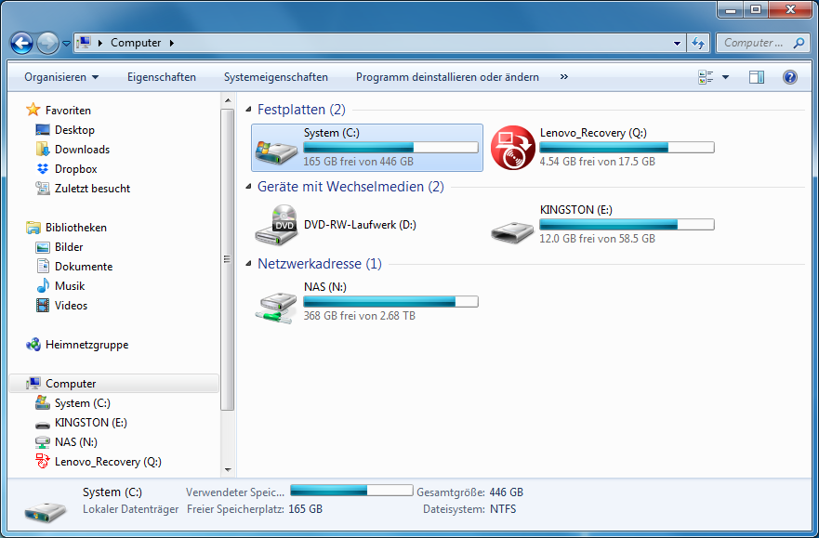 Computer
Computer ...
Organisieren
Eigenschaften
Systemeigenschaften
Programm deinstallieren oder ändern
»
Favoriten
Desktop
Downloads
Dropbox
Zuletzt besucht
Bibliotheken
Bilder
Dokumente
Musik
Videos
Heimnetzgruppe
Computer
System (C:)
KINGSTON (E:)
NAS (N:)
Lenovo_Recovery (Q:)
Festplatten (2)
System (C:)
165 GB frei von 446 GB
Lenovo_Recovery (Q:)
4.54 GB frei von 17.5 GB
Geräte mit Wechselmedien (2)
DVD
DVD-RW-Laufwerk (D:)
KINGSTON (E:)
12.0 GB frei von 58.5 GB
Netzwerkadresse (1)
NAS (N:)
368 GB frei von 2.68 TB
System (C:)
Verwendeter Speic...
Gesamtgröße: 446 GB
Lokaler Datenträger
Freier Speicherplatz: 165 GB
Dateisystem: NTFS